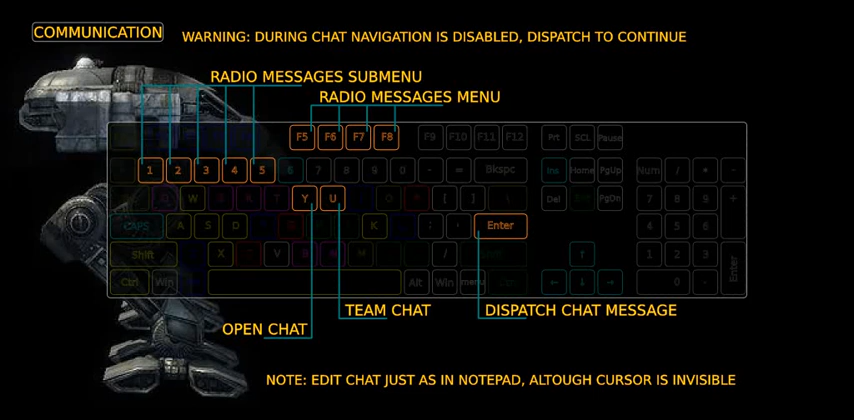 COMMUNICATION
WARNING: DURING CHAT NAVIGATION IS DISABLED, DISPATCH TO CONTINUE
RADIO MESSAGES SUBMENU
RADIO MESSAGES MENU
F5 F6 F7 F8 F9 F10 F11 F12 Prt SCL Pause
1 2 3 4 5 6 7 8 9 0 - = Bkspc Ins Home PgUp Num / * -
W Y U [ ] \ Del PgDn 7 8 9 +
CAPS A S D K ; ' Enter 4 5 6
Shift X C V / ↑ 1 2 3 Enter
Ctrl Win Alt Win menu Ctrl ← ↓ → 0 .
TEAM CHAT
DISPATCH CHAT MESSAGE
OPEN CHAT
NOTE: EDIT CHAT JUST AS IN NOTEPAD, ALTOUGH CURSOR IS INVISIBLE